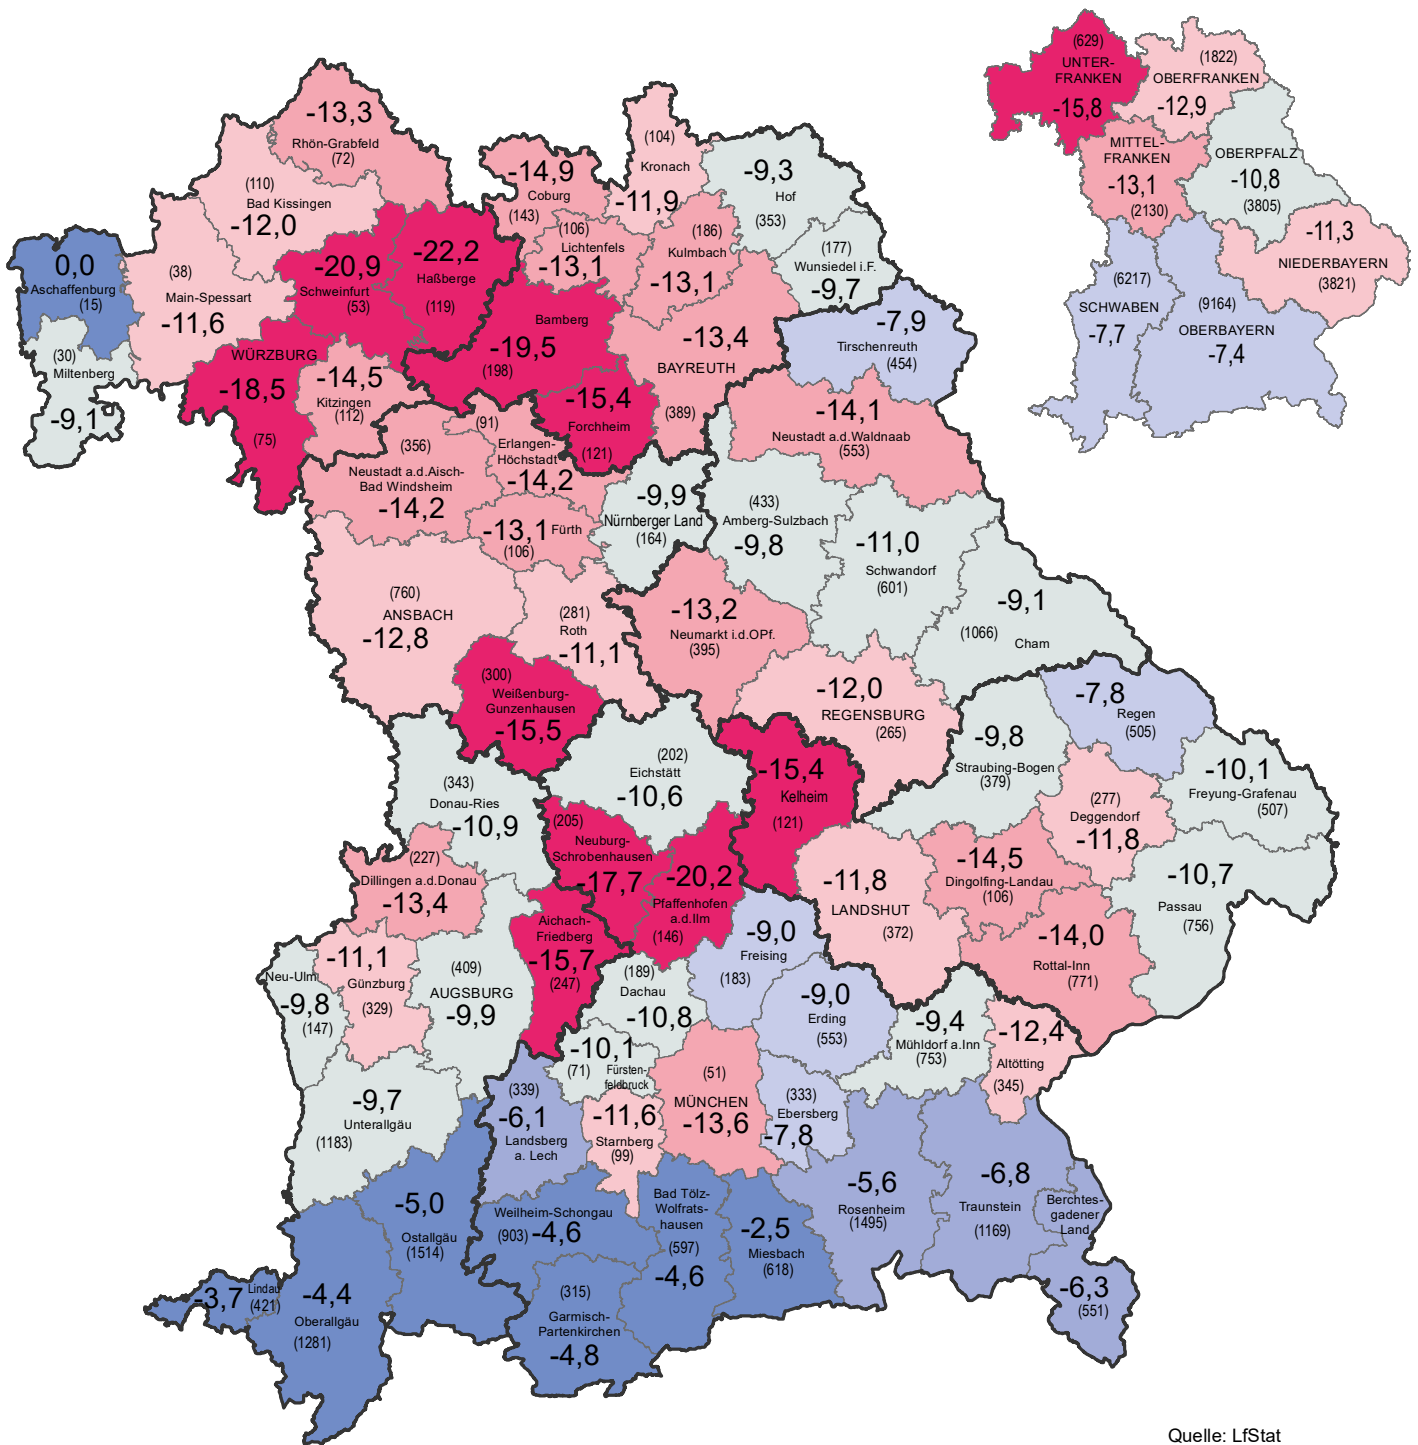 (629)
UNTER-
FRANKEN
-15,8
(1822)
OBERFRANKEN
-12,9
MITTEL-
FRANKEN
-13,1
(2130)
OBERPFALZ
-10,8
(3805)
-11,3
NIEDERBAYERN
(3821)
(6217)
SCHWABEN
-7,7
(9164)
OBERBAYERN
-7,4
-13,3
Rhön-Grabfeld
(72)
(110)
Bad Kissingen
-12,0
-14,9
Coburg
(143)
(104)
Kronach
-11,9
-9,3
Hof
(353)
(106)
Lichtenfels
-13,1
(186)
Kulmbach
-13,1
(177)
Wunsiedel i.F.
-9,7
0,0
Aschaffenburg
(15)
(38)
Main-Spessart
-11,6
-20,9
Schweinfurt
(53)
-22,2
Haßberge
(119)
Bamberg
-19,5
(198)
-13,4
BAYREUTH
(389)
-7,9
Tirschenreuth
(454)
(30)
Miltenberg
-9,1
WÜRZBURG
-18,5
(75)
-14,5
Kitzingen
(112)
-15,4
Forchheim
(121)
-14,1
Neustadt a.d.Waldnaab
(553)
(356)
Neustadt a.d.Aisch-
Bad Windsheim
-14,2
(91)
Erlangen-
Höchstadt
-14,2
-13,1 Fürth
(106)
-9,9
Nürnberger Land
(164)
(433)
Amberg-Sulzbach
-9,8
-11,0
Schwandorf
(601)
-9,1
(1066)
Cham
(760)
ANSBACH
-12,8
(281)
Roth
-11,1
-13,2
Neumarkt i.d.OPf.
(395)
(300)
Weißenburg-
Gunzenhausen
-15,5
-12,0
REGENSBURG
(265)
-7,8
Regen
(505)
-9,8
Straubing-Bogen
(379)
-10,1
Freyung-Grafenau
(507)
(343)
Donau-Ries
-10,9
(202)
Eichstätt
-10,6
-15,4
Kelheim
(121)
(277)
Deggendorf
-11,8
(205)
Neuburg-
Schrobenhausen
-17,7
-20,2
Pfaffenhofen
a.d.Ilm
(146)
-11,8
LANDSHUT
(372)
-14,5
Dingolfing-Landau
(106)
-10,7
Passau
(756)
(227)
Dillingen a.d.Donau
-13,4
Aichach-
Friedberg
-15,7
(247)
-9,0
Freising
(183)
-14,0
Rottal-Inn
(771)
Neu-Ulm
-9,8
(147)
-11,1
Günzburg
(329)
(409)
AUGSBURG
-9,9
(189)
Dachau
-10,8
-9,0
Erding
(553)
-9,4
Mühldorf a.Inn
(753)
-12,4
Altötting
(345)
-10,1
(71)
Fürsten-
feldbruck
(51)
MÜNCHEN
-13,6
(333)
Ebersberg
-7,8
-9,7
Unterallgäu
(1183)
(339)
-6,1
Landsberg
a. Lech
-11,6
Starnberg
(99)
-5,0
Ostallgäu
(1514)
Weilheim-Schongau
(903) -4,6
Bad Tölz-
Wolfrats-
hausen
(597)
-4,6
-2,5
Miesbach
(618)
-5,6
Rosenheim
(1495)
-6,8
Traunstein
(1169)
Berchtes-
gadener
Land
-6,3
(551)
-3,7
Lindau
(421)
-4,4
Oberallgäu
(1281)
(315)
Garmisch-
Partenkirchen
-4,8
Quelle: LfStat